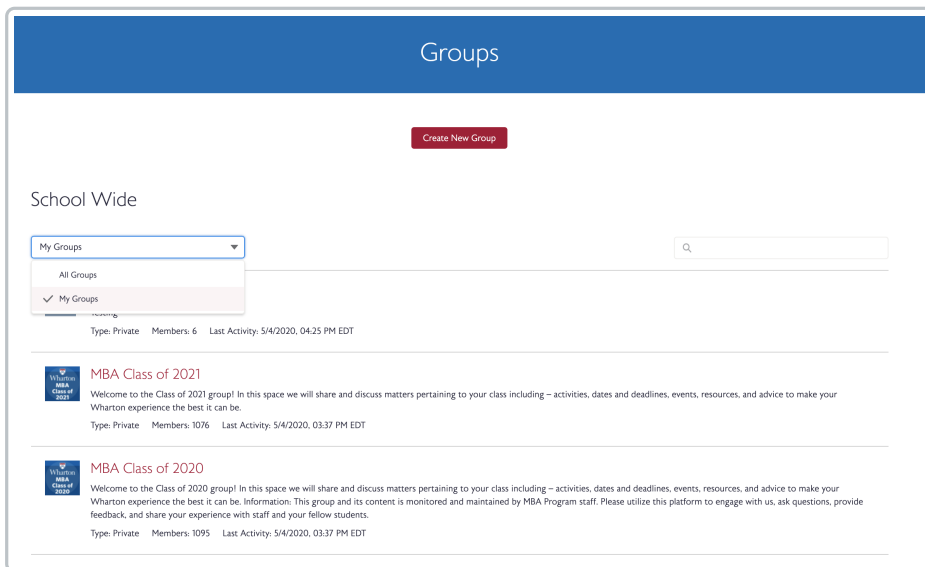 Groups
Create New Group
School Wide
My Groups
All Groups
My Groups
Testing
Type: Private Members: 6 Last Activity: 5/4/2020, 04:25 PM EDT
Wharton
MBA
Class of
2021
MBA Class of 2021
Welcome to the Class of 2021 group! In this space we will share and discuss matters pertaining to your class including – activities, dates and deadlines, events, resources, and advice to make your
Wharton experience the best it can be.
Type: Private Members: 1076 Last Activity: 5/4/2020, 03:37 PM EDT
Wharton
MBA
Class of
2020
MBA Class of 2020
Welcome to the Class of 2020 group! In this space we will share and discuss matters pertaining to your class including – activities, dates and deadlines, events, resources, and advice to make your
Wharton experience the best it can be. Information: This group and its content is monitored and maintained by MBA Program staff. Please utilize this platform to engage with us, ask questions, provide
feedback, and share your experience with staff and your fellow students.
Type: Private Members: 1095 Last Activity: 5/4/2020, 03:37 PM EDT